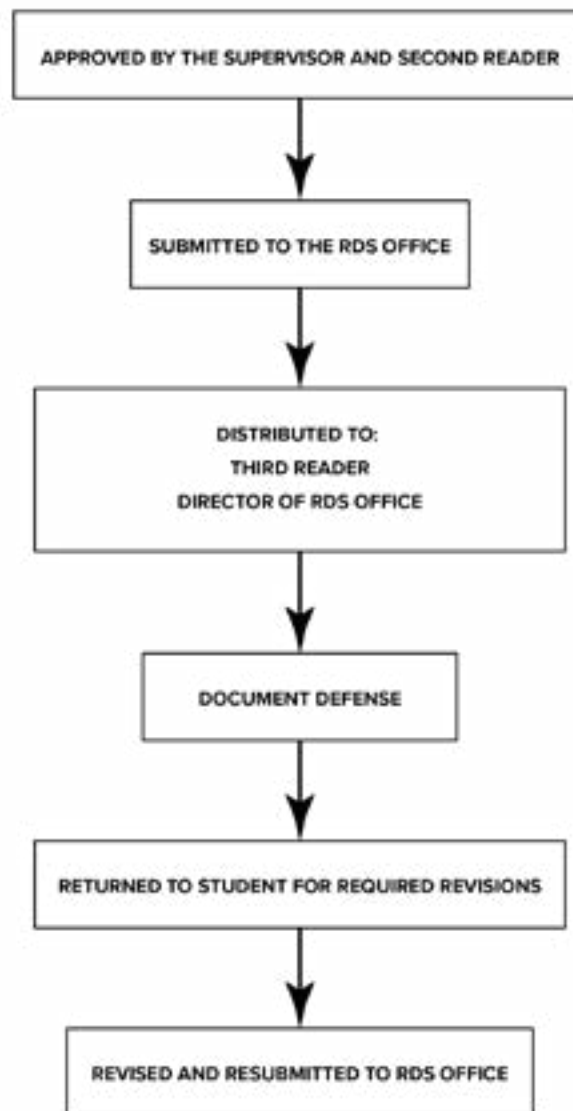 APPROVED BY THE SUPERVISOR AND SECOND READER
SUBMITTED TO THE RDS OFFICE
DISTRIBUTED TO:
THIRD READER
DIRECTOR OF RDS OFFICE
DOCUMENT DEFENSE
RETURNED TO STUDENT FOR REQUIRED REVISIONS
REVISED AND RESUBMITTED TO RDS OFFICE